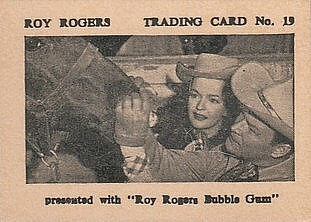 ROY ROGERS TRADING CARD No. 19
presented with "Roy Rogers Bubble Gum"